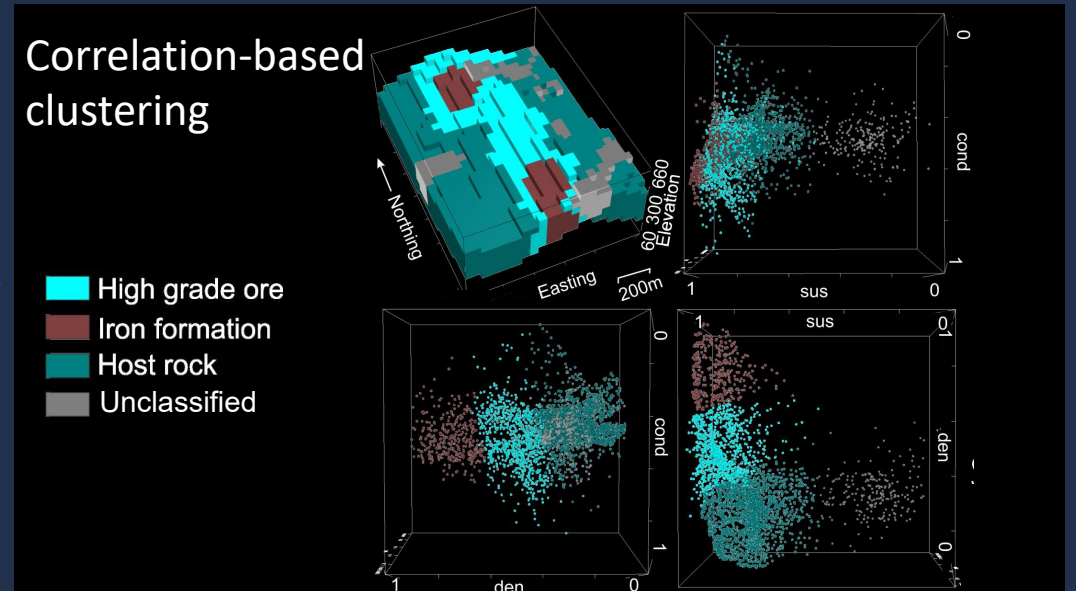 Correlation-based
clustering
Northing
Easting
200m
60 300 660
Elevation
0
cond
1
1
sus
0
High grade ore
Iron formation
Host rock
Unclassified
0
cond
1
1
den
0
1
sus
0
1
den
0